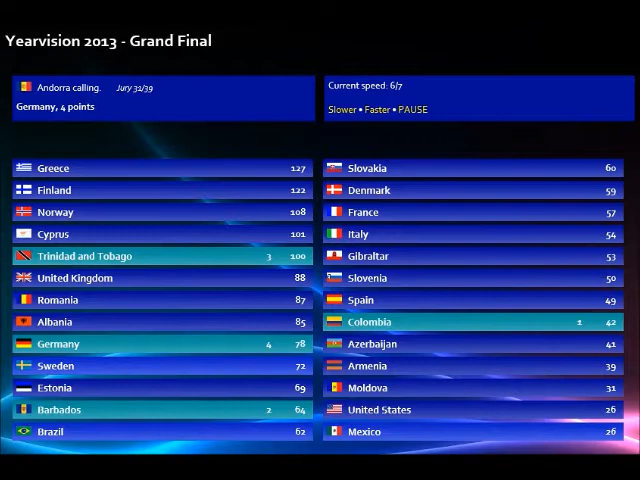 Yearvision 2013 - Grand Final
Andorra calling. Jury 32/39
Germany, 4 points
Current speed: 6/7
Slower • Faster • PAUSE
Greece 127
Finland 122
Norway 108
Cyprus 101
Trinidad and Tobago 3 100
United Kingdom 88
Romania 87
Albania 85
Germany 4 78
Sweden 72
Estonia 69
Barbados 2 64
Brazil 62
Slovakia 60
Denmark 59
France 57
Italy 54
Gibraltar 53
Slovenia 50
Spain 49
Colombia 1 42
Azerbaijan 41
Armenia 39
Moldova 31
United States 26
Mexico 26